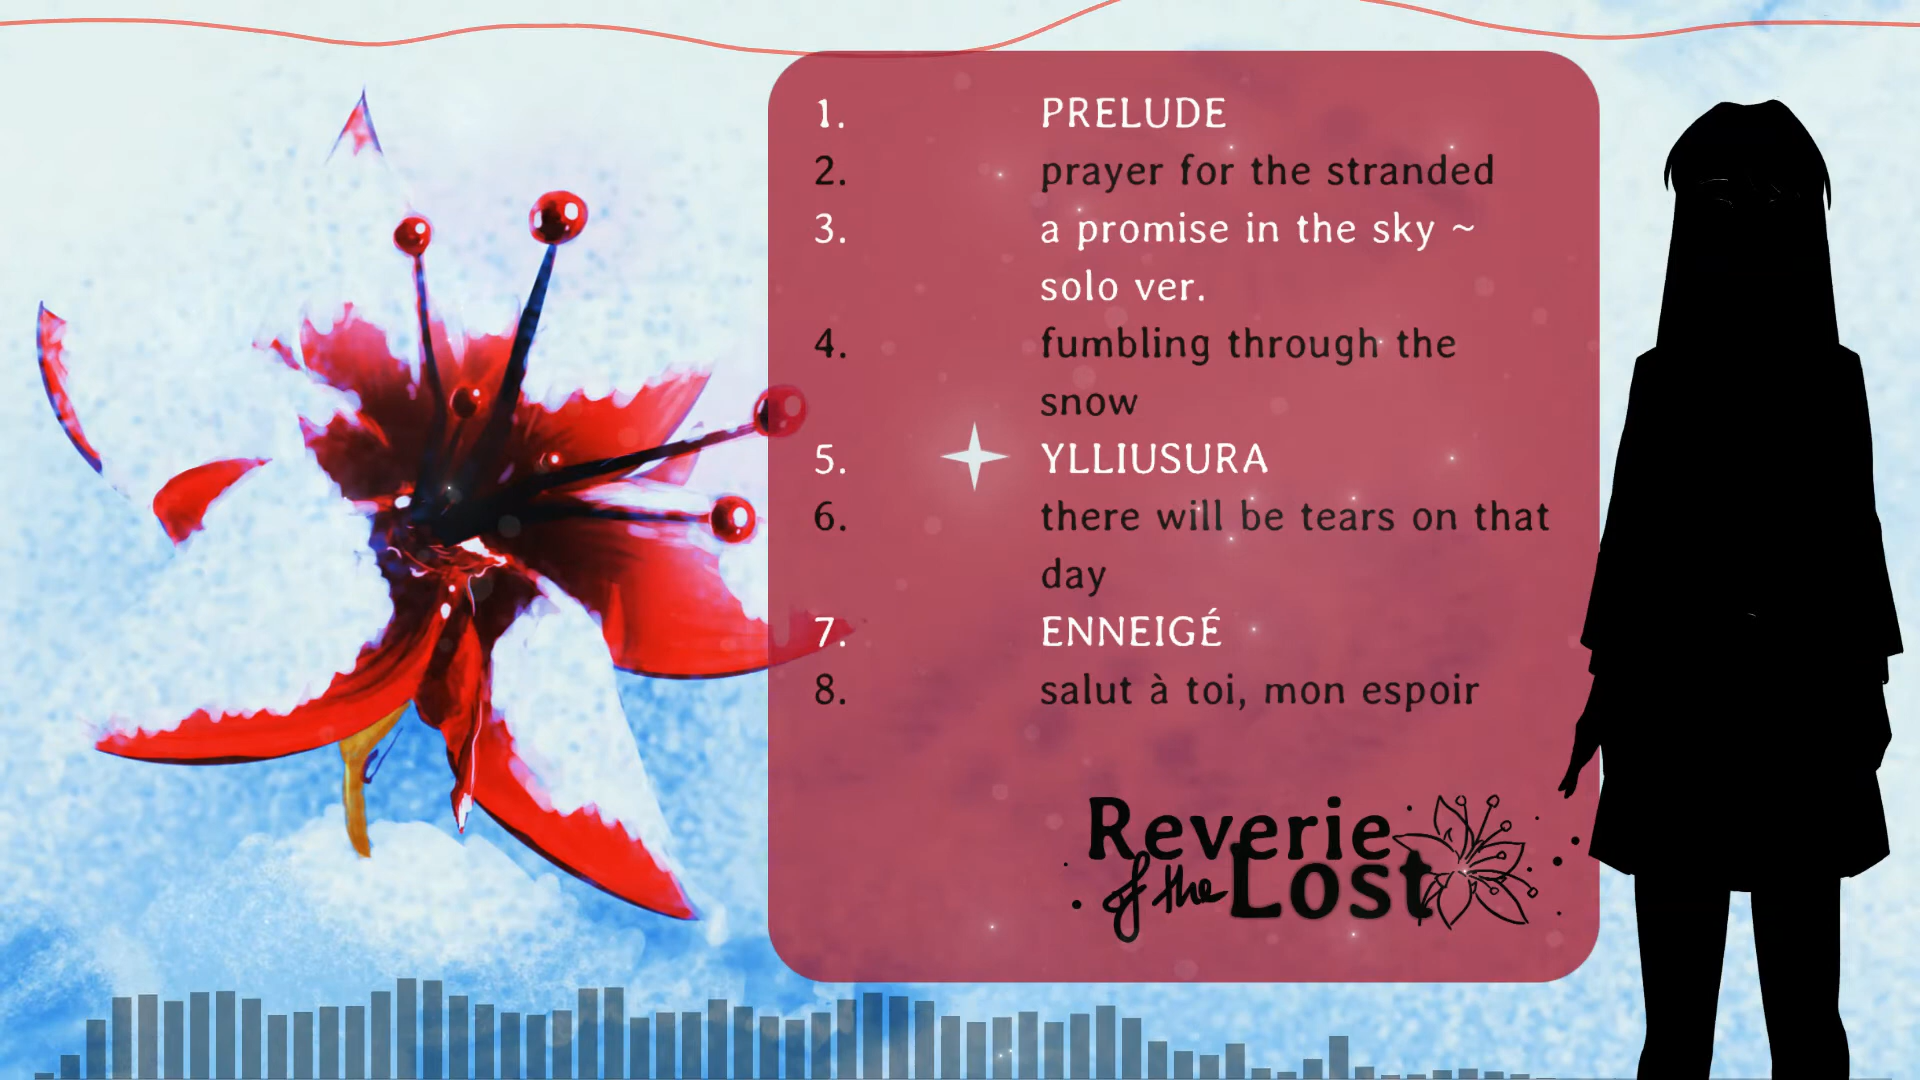 1. PRELUDE
2. prayer for the stranded
3. a promise in the sky ~
solo ver.
4. fumbling through the
snow
5. YLLIUSURA
6. there will be tears on that
day
7. ENNEIGÉ
8. salut à toi, mon espoir
Reverie
of the Lost